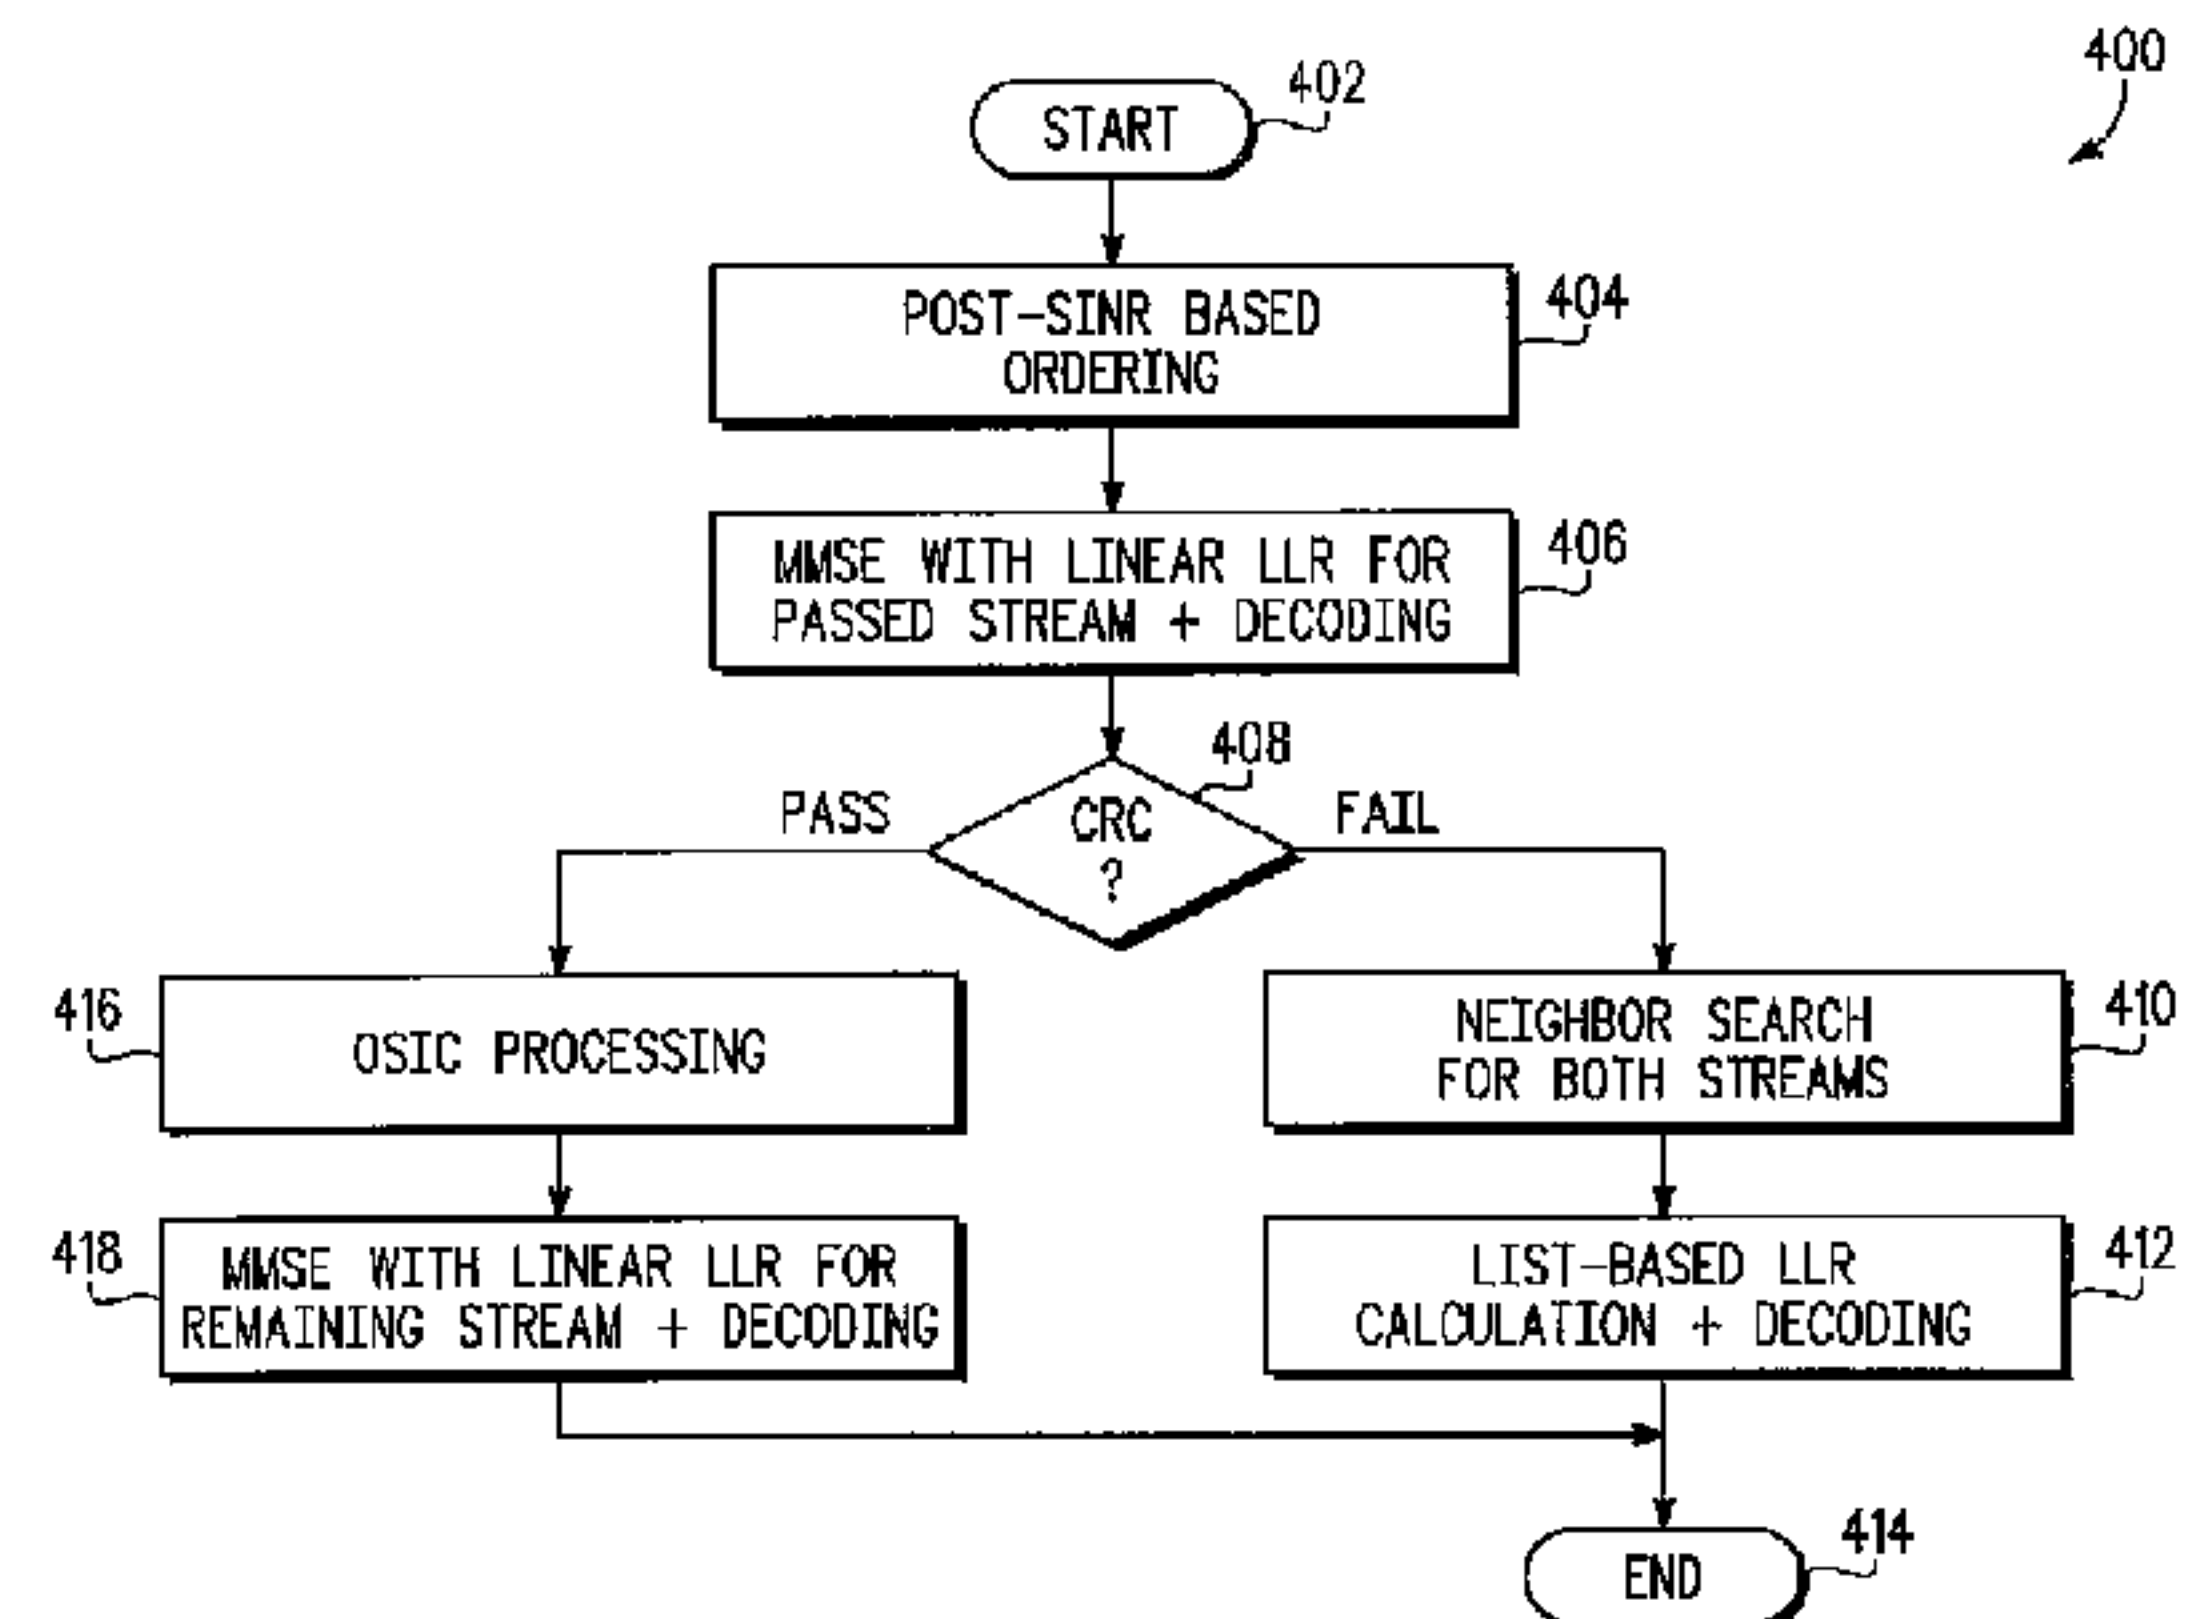 400
402
START
POST-SINR BASED
ORDERING
404
MMSE WITH LINEAR LLR FOR
PASSED STREAM + DECODING
406
408
PASS
CRC
?
FAIL
416
OSIC PROCESSING
NEIGHBOR SEARCH
FOR BOTH STREAMS
410
418
MMSE WITH LINEAR LLR FOR
REMAINING STREAM + DECODING
LIST-BASED LLR
CALCULATION + DECODING
412
END
414